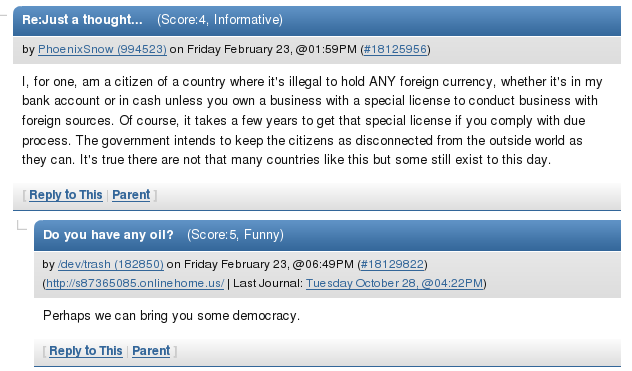 Re:Just a thought... (Score:4, Informative)
by PhoenixSnow (994523) on Friday February 23, @01:59PM (#18125956)
I, for one, am a citizen of a country where it's illegal to hold ANY foreign currency, whether it's in my
bank account or in cash unless you own a business with a special license to conduct business with
foreign sources. Of course, it takes a few years to get that special license if you comply with due
process. The government intends to keep the citizens as disconnected from the outside world as
they can. It's true there are not that many countries like this but some still exist to this day.
[ Reply to This | Parent ]
Do you have any oil? (Score:5, Funny)
by /dev/trash (182850) on Friday February 23, @06:49PM (#18129822)
(http://s87365085.onlinehome.us/ | Last Journal: Tuesday October 28, @04:22PM)
Perhaps we can bring you some democracy.
[ Reply to This | Parent ]